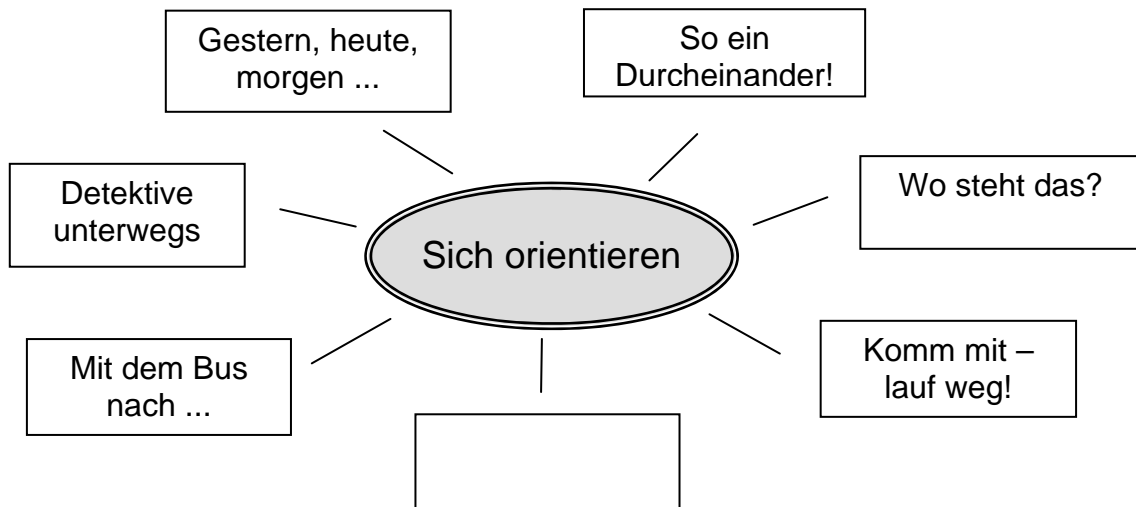 Gestern, heute,
morgen ...
So ein
Durcheinander!
Detektive
unterwegs
Wo steht das?
Sich orientieren
Mit dem Bus
nach ...
Komm mit –
lauf weg!